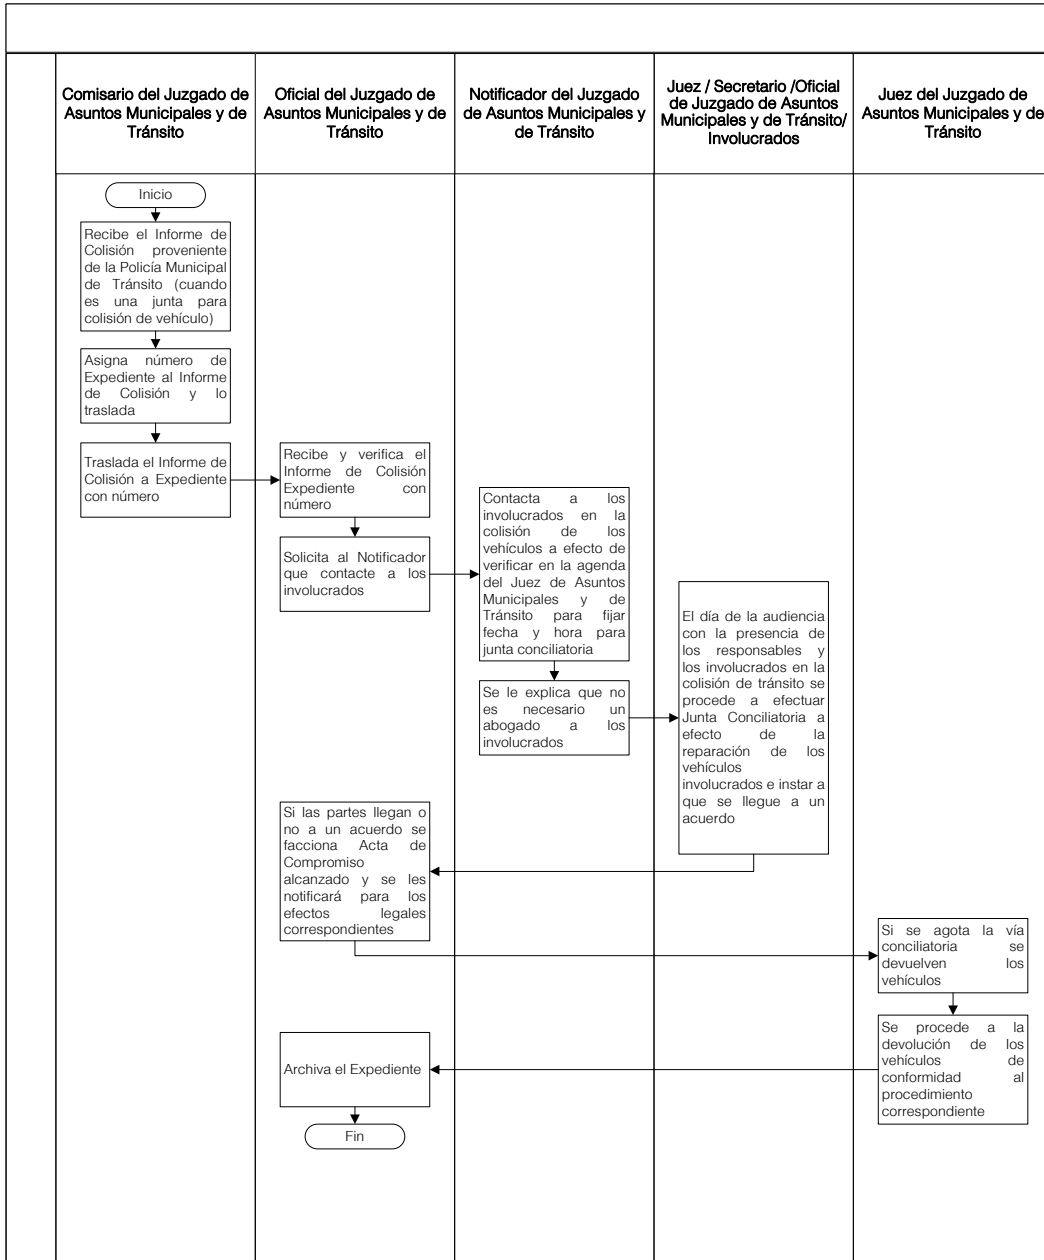 Comisario del Juzgado de
Asuntos Municipales y de
Tránsito
Oficial del Juzgado de
Asuntos Municipales y de
Tránsito
Notificador del Juzgado
de Asuntos Municipales y
de Tránsito
Juez / Secretario /Oficial
de Juzgado de Asuntos
Municipales y de Tránsito/
Involucrados
Juez del Juzgado de
Asuntos Municipales y de
Tránsito
Inicio
Recibe el Informe de
Colisión proveniente
de la Policía Municipal
de Tránsito (cuando
es una junta para
colisión de vehículo)
Asigna número de
Expediente al Informe
de Colisión y lo
traslada
Traslada el Informe de
Colisión a Expediente
con número
Recibe y verifica el
Informe de Colisión
Expediente con
número
Solicita al Notificador
que contacte a los
involucrados
Contacta a los
involucrados en la
colisión de los
vehículos a efecto de
verificar en la agenda
del Juez de Asuntos
Municipales y de
Tránsito para fijar
fecha y hora para
junta conciliatoria
Se le explica que no
es necesario un
abogado a los
involucrados
El día de la audiencia
con la presencia de
los responsables y
los involucrados en la
colisión de tránsito se
procede a efectuar
Junta Conciliatoria a
efecto de la
reparación de los
vehículos
involucrados e instar a
que se llegue a un
acuerdo
Si las partes llegan o
no a un acuerdo se
facciona Acta de
Compromiso
alcanzado y se les
notificará para los
efectos legales
correspondientes
Si se agota la vía
conciliatoria se
devuelven los
vehículos
Se procede a la
devolución de los
vehículos de
conformidad al
procedimiento
correspondiente
Archiva el Expediente
Fin